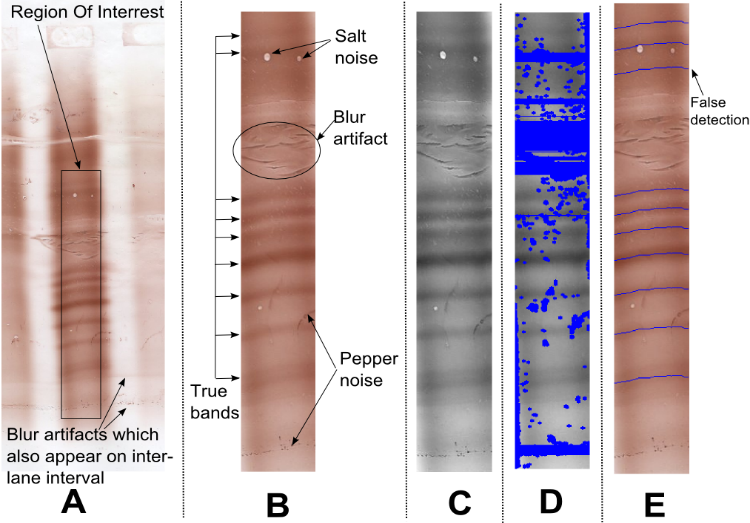 Region Of Interrest
Salt
noise
Blur
artifact
False
detection
Pepper
noise
True
bands
Blur artifacts which
also appear on inter-
lane interval
A
B
C
D
E